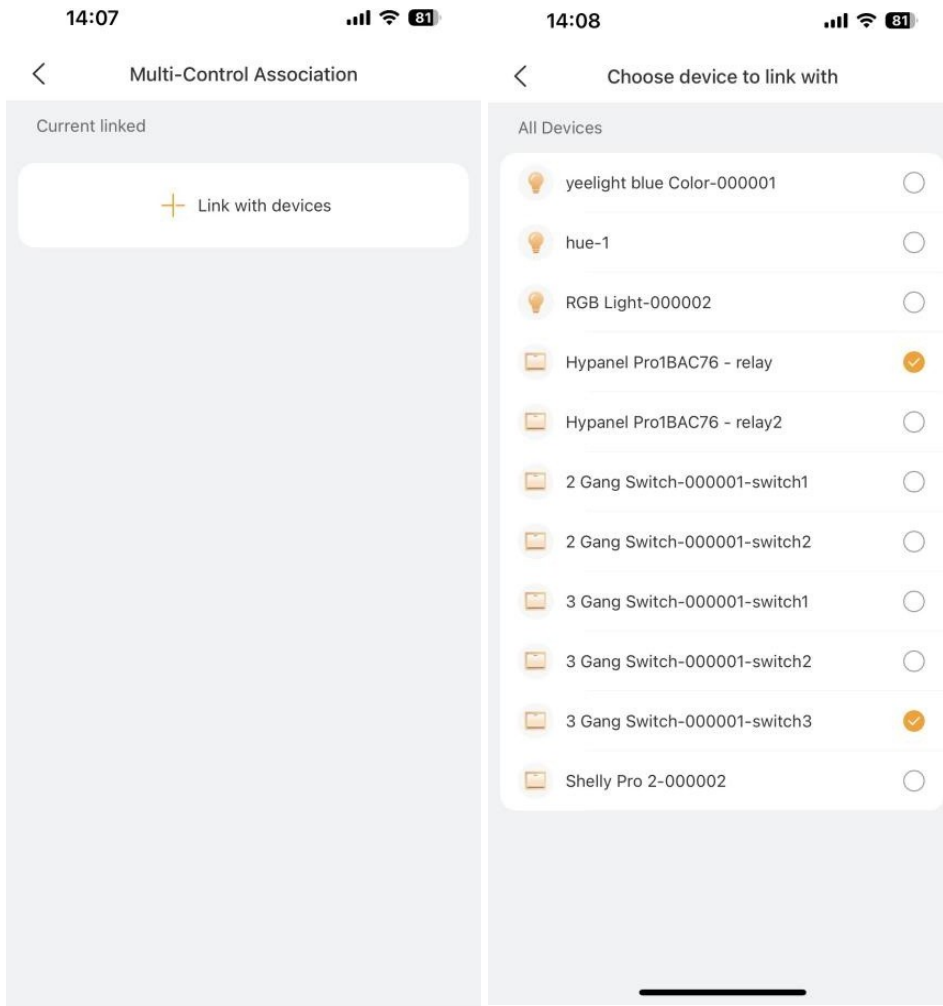 14:07
81
Multi-Control Association
Current linked
Link with devices
14:08
81
Choose device to link with
All Devices
yeelight blue Color-000001
hue-1
RGB Light-000002
Hypanel Pro1BAC76 - relay
Hypanel Pro1BAC76 - relay2
2 Gang Switch-000001-switch1
2 Gang Switch-000001-switch2
3 Gang Switch-000001-switch1
3 Gang Switch-000001-switch2
3 Gang Switch-000001-switch3
Shelly Pro 2-000002